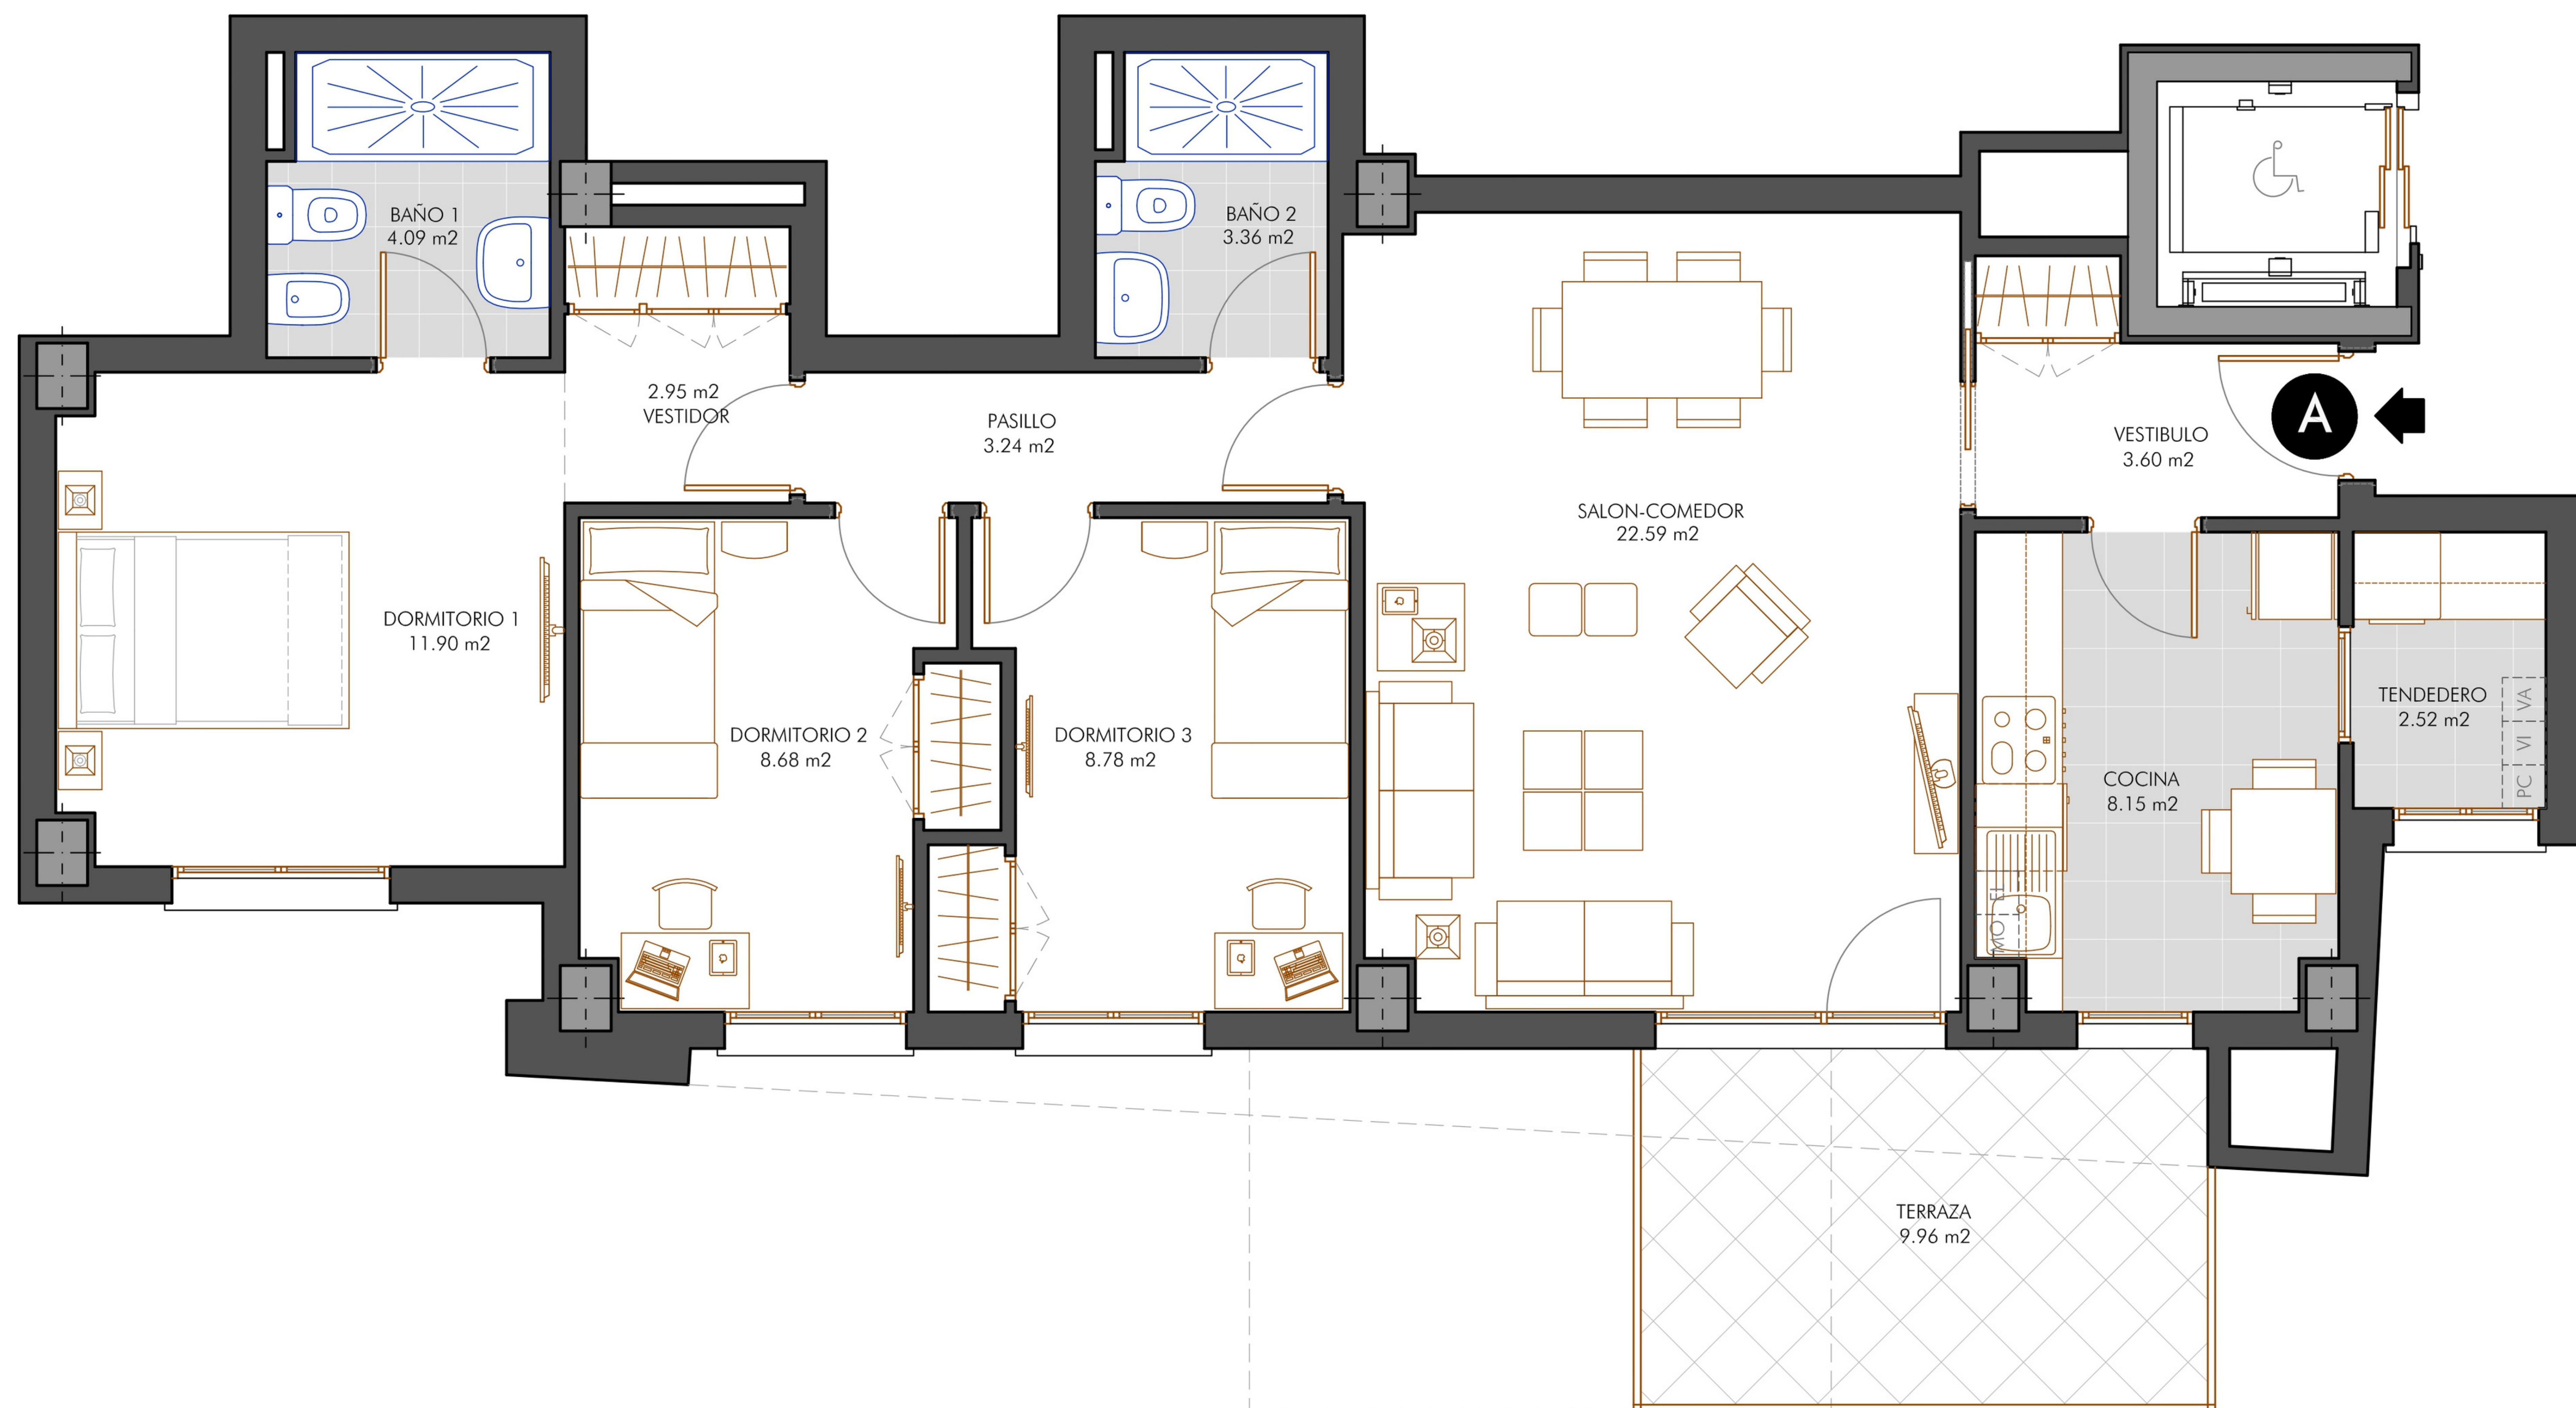 BAÑO 1
4.09 m2
BAÑO 2
3.36 m2
2.95 m2
VESTIDOR
PASILLO
3.24 m2
A
VESTIBULO
3.60 m2
SALON-COMEDOR
22.59 m2
DORMITORIO 1
11.90 m2
DORMITORIO 2
8.68 m2
DORMITORIO 3
8.78 m2
COCINA
8.15 m2
TENDEDERO
2.52 m2
PC VI VA
MO EL
TERRAZA
9.96 m2